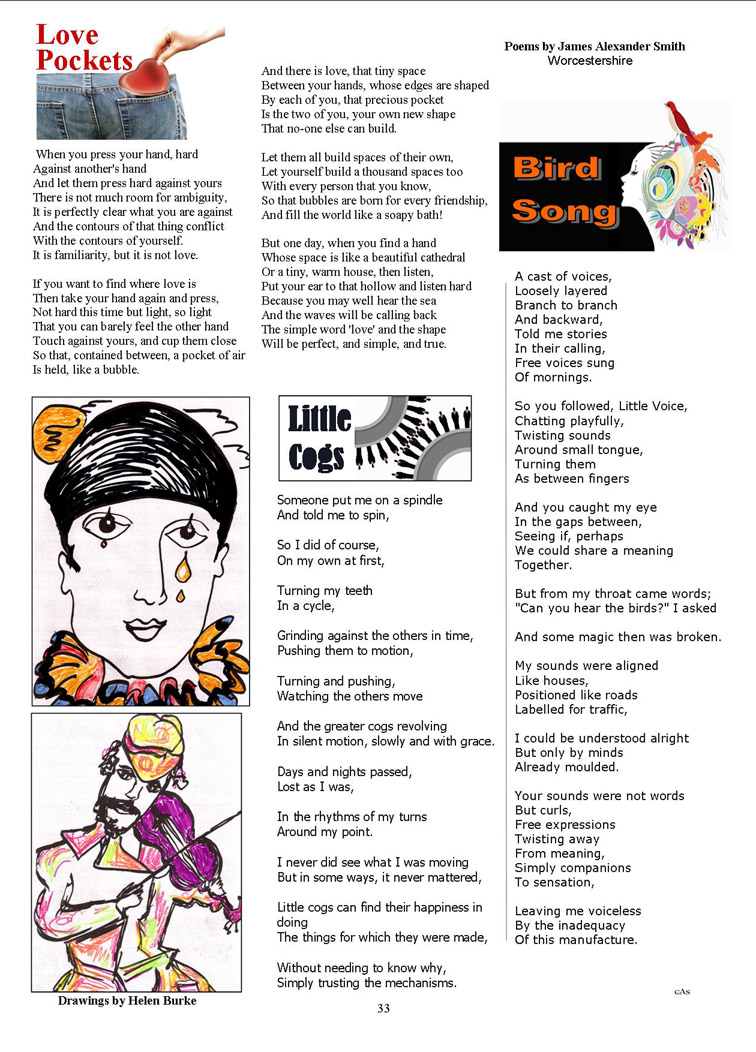 Love
Pockets
When you press your hand, hard
Against another's hand
And let them press hard against yours
There is not much room for ambiguity,
It is perfectly clear what you are against
And the contours of that thing conflict
With the contours of yourself.
It is familiarity, but it is not love.
If you want to find where love is
Then take your hand again and press,
Not hard this time but light, so light
That you can barely feel the other hand
Touch against yours, and cup them close
So that, contained between, a pocket of air
Is held, like a bubble.
And there is love, that tiny space
Between your hands, whose edges are shaped
By each of you, that precious pocket
Is the two of you, your own new shape
That no-one else can build.
Let them all build spaces of their own,
Let yourself build a thousand spaces too
With every person that you know,
So that bubbles are born for every friendship,
And fill the world like a soapy bath!
But one day, when you find a hand
Whose space is like a beautiful cathedral
Or a tiny, warm house, then listen,
Put your ear to that hollow and listen hard
Because you may well hear the sea
And the waves will be calling back
The simple word 'love' and the shape
Will be perfect, and simple, and true.
Drawings by Helen Burke
Little
Cogs
Someone put me on a spindle
And told me to spin,
So I did of course,
On my own at first,
Turning my teeth
In a cycle,
Grinding against the others in time,
Pushing them to motion,
Turning and pushing,
Watching the others move
And the greater cogs revolving
In silent motion, slowly and with grace.
Days and nights passed,
Lost as I was,
In the rhythms of my turns
Around my point.
I never did see what I was moving
But in some ways, it never mattered,
Little cogs can find their happiness in
doing
The things for which they were made,
Without needing to know why,
Simply trusting the mechanisms.
Poems by James Alexander Smith
Worcestershire
Bird
Song
A cast of voices,
Loosely layered
Branch to branch
And backward,
Told me stories
In their calling,
Free voices sung
Of mornings.
So you followed, Little Voice,
Chatting playfully,
Twisting sounds
Around small tongue,
Turning them
As between fingers
And you caught my eye
In the gaps between,
Seeing if, perhaps
We could share a meaning
Together.
But from my throat came words;
"Can you hear the birds?" I asked
And some magic then was broken.
My sounds were aligned
Like houses,
Positioned like roads
Labelled for traffic,
I could be understood alright
But only by minds
Already moulded.
Your sounds were not words
But curls,
Free expressions
Twisting away
From meaning,
Simply companions
To sensation,
Leaving me voiceless
By the inadequacy
Of this manufacture.
cAs
33